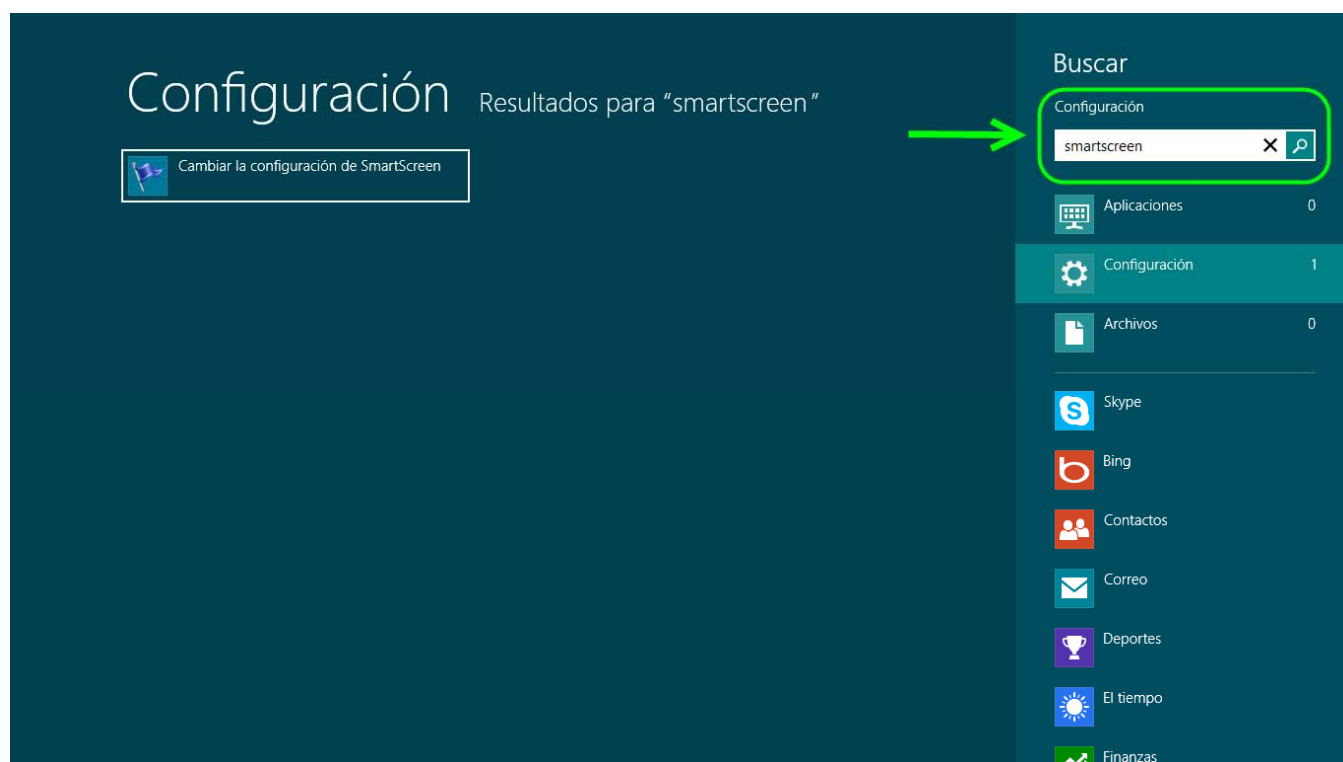 Configuración Resultados para "smartscreen"
Cambiar la configuración de SmartScreen
Buscar
Configuración
smartscreen
Aplicaciones 0
Configuración 1
Archivos 0
Skype
Bing
Contactos
Correo
Deportes
El tiempo
Finanzas